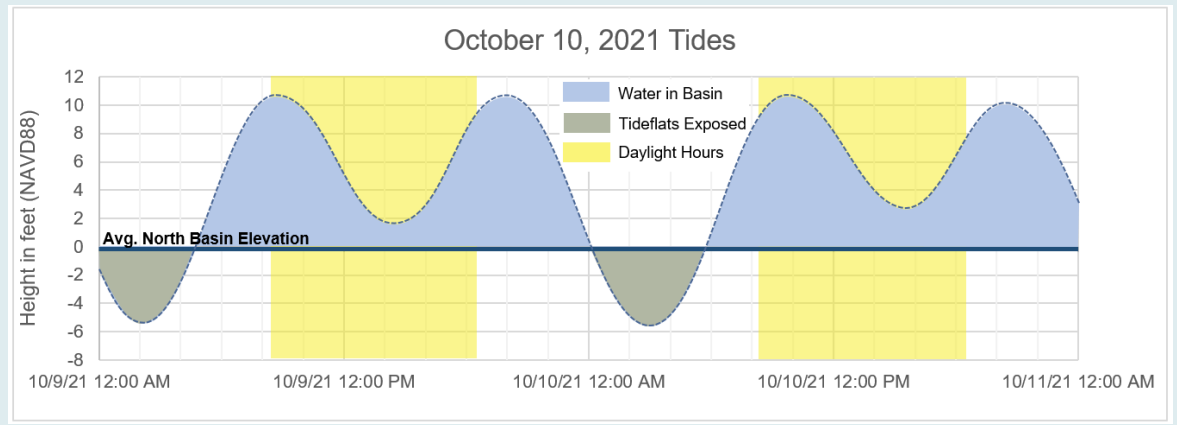 October 10, 2021 Tides
Height in feet (NAVD88)
12
10
8
6
4
2
0
-2
-4
-6
-8
Water in Basin
Tideflats Exposed
Daylight Hours
Avg. North Basin Elevation
10/9/21 12:00 AM 10/9/21 12:00 PM 10/10/21 12:00 AM 10/10/21 12:00 PM 10/11/21 12:00 AM